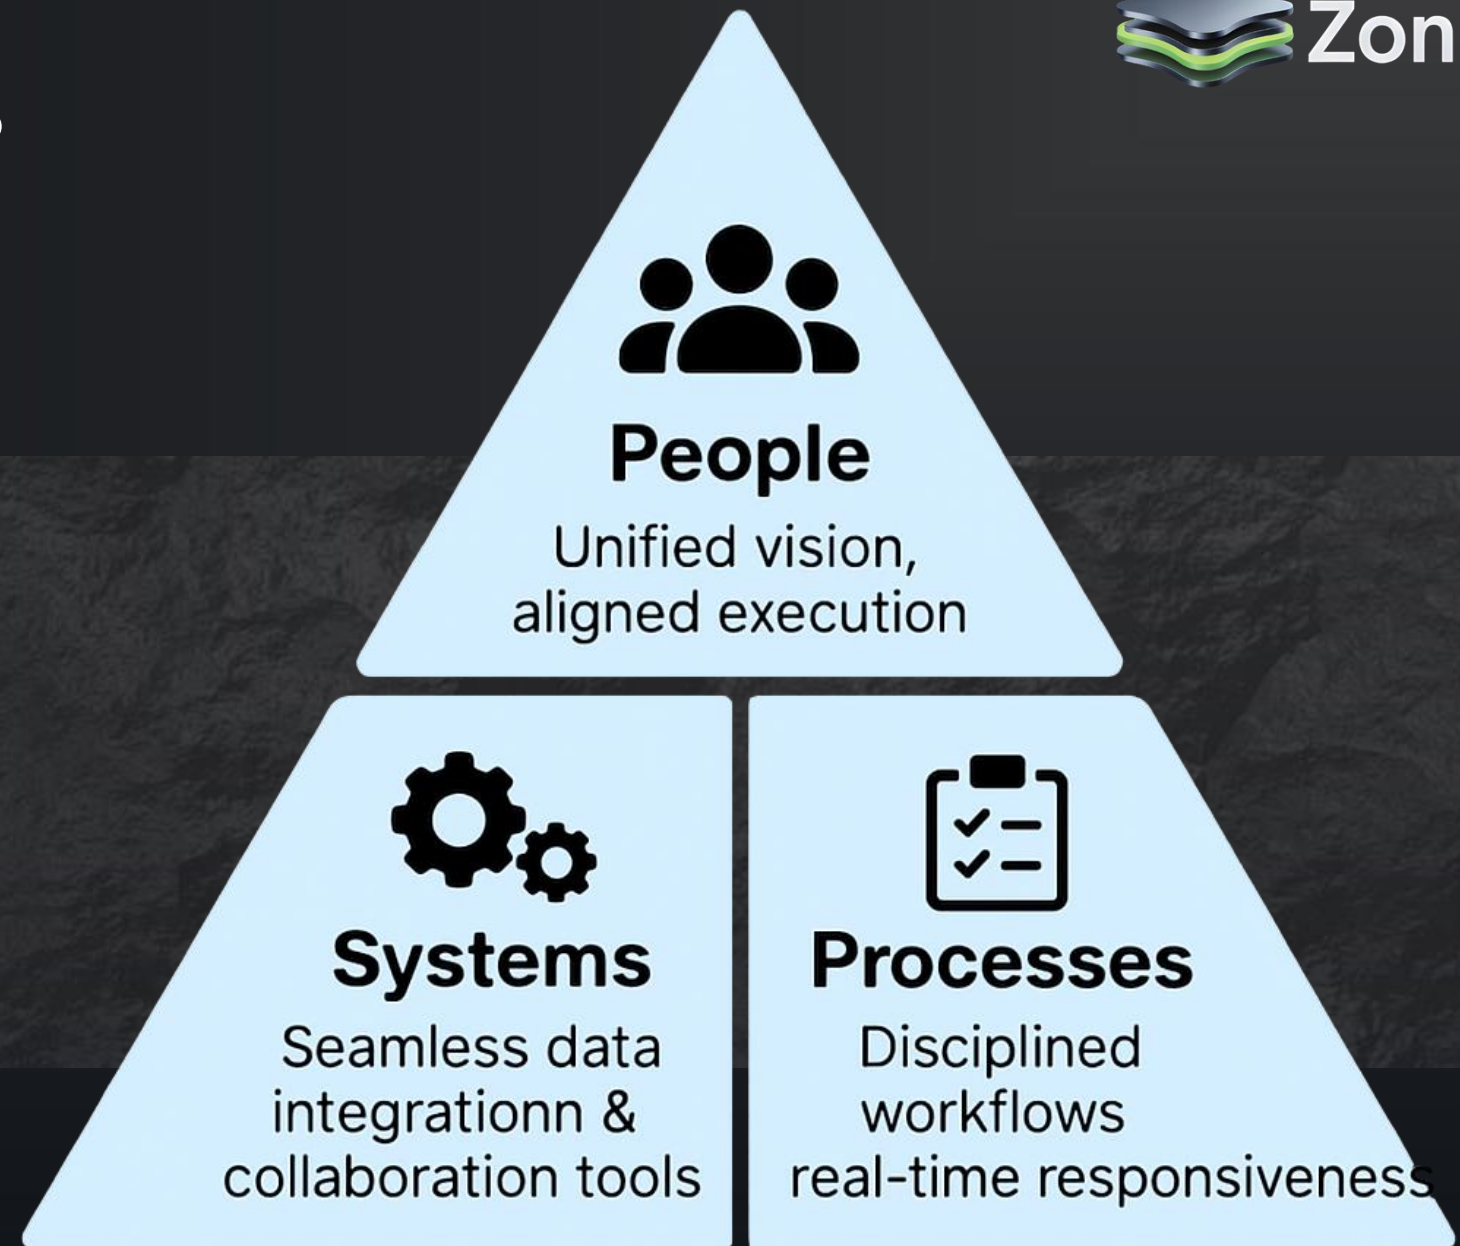 Zon
People
Unified vision,
aligned execution
Systems
Seamless data
integrationn &
collaboration tools
Processes
Disciplined
workflows
real-time responsiveness